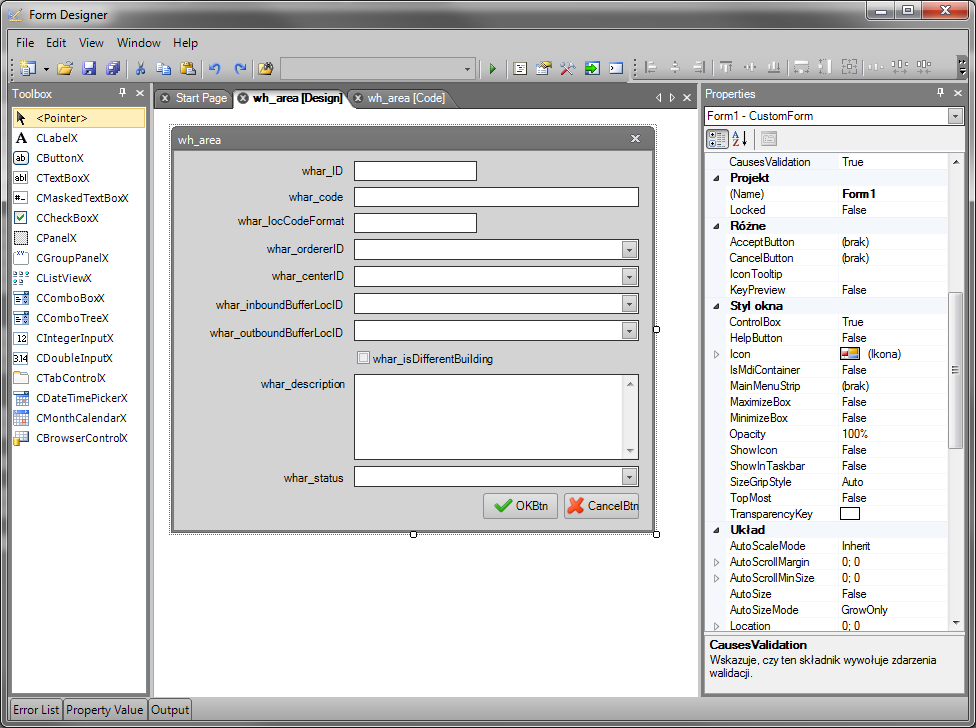 Form Designer
File Edit View Window Help
Toolbox
<Pointer>
A CLabelX
ab CButtonX
abl CTextBoxX
#_ CMaskedTextBoxX
CCheckBoxX
CPanelX
XY CGroupPanelX
CListViewX
CComboBoxX
CComboTreeX
12 CIntegerInputX
3.14 CDoubleInputX
CTabControlX
CDateTimePickerX
CMonthCalendarX
CBrowserControlX
Start Page wh_area [Design] wh_area [Code]
wh_area
whar_ID
whar_code
whar_locCodeFormat
whar_ordererID
whar_centerID
whar_inboundBufferLocID
whar_outboundBufferLocID
whar_isDifferentBuilding
whar_description
whar_status
OKBtn CancelBtn
Properties
Form1 - CustomForm
A Z
CausesValidation True
Projekt
(Name) Form1
Locked False
Różne
AcceptButton (brak)
CancelButton (brak)
IconTooltip
KeyPreview False
Styl okna
ControlBox True
HelpButton False
Icon (Ikona)
IsMdiContainer False
MainMenuStrip (brak)
MaximizeBox False
MinimizeBox False
Opacity 100%
ShowIcon False
ShowInTaskbar False
SizeGripStyle Auto
TopMost False
TransparencyKey
Układ
AutoScaleMode Inherit
AutoScrollMargin 0; 0
AutoScrollMinSize 0; 0
AutoSize False
AutoSizeMode GrowOnly
Location 0; 0
CausesValidation
Wskazuje, czy ten składnik wywołuje zdarzenia
walidacji.
Error List Property Value Output